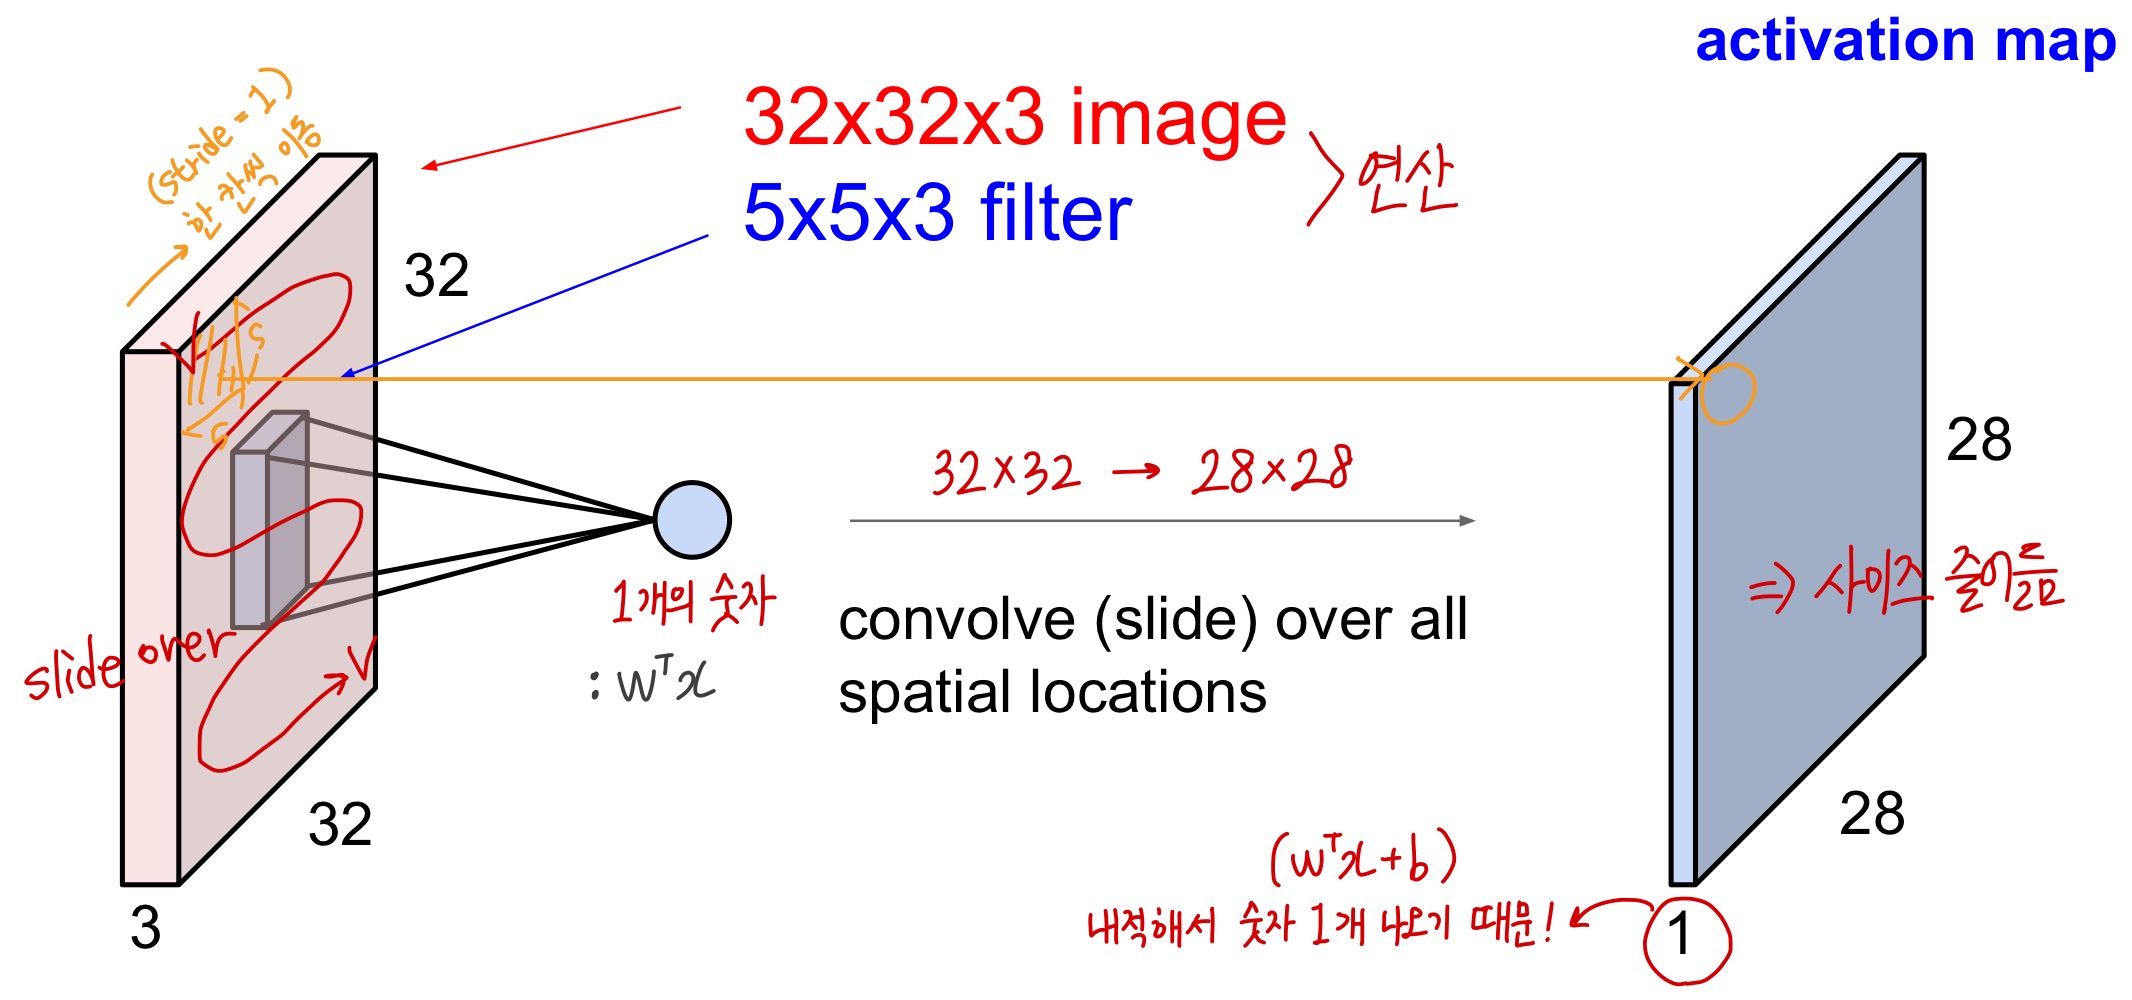 activation map
(stride = 1)
한 칸씩 이동
32x32x3 image
5x5x3 filter
연산
32
5
5
32×32 → 28×28
28
1개의 숫자
: wᵀx
convolve (slide) over all
spatial locations
⇒ 사이즈 줄어듦
slide over
32
28
3
(wᵀx+b)
내적해서 숫자 1개 나오기 때문!
1